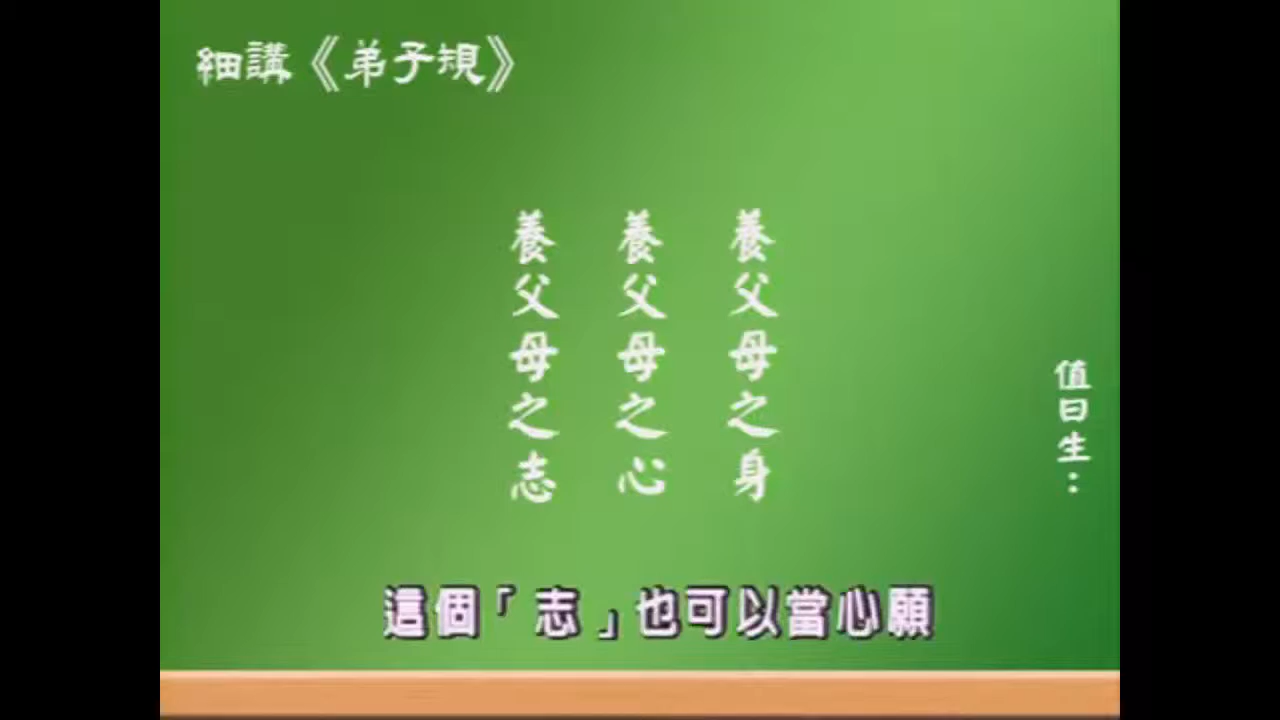 細講《弟子規》
養父母之身
養父母之心
養父母之志
值日生：
這個「志」也可以當心願